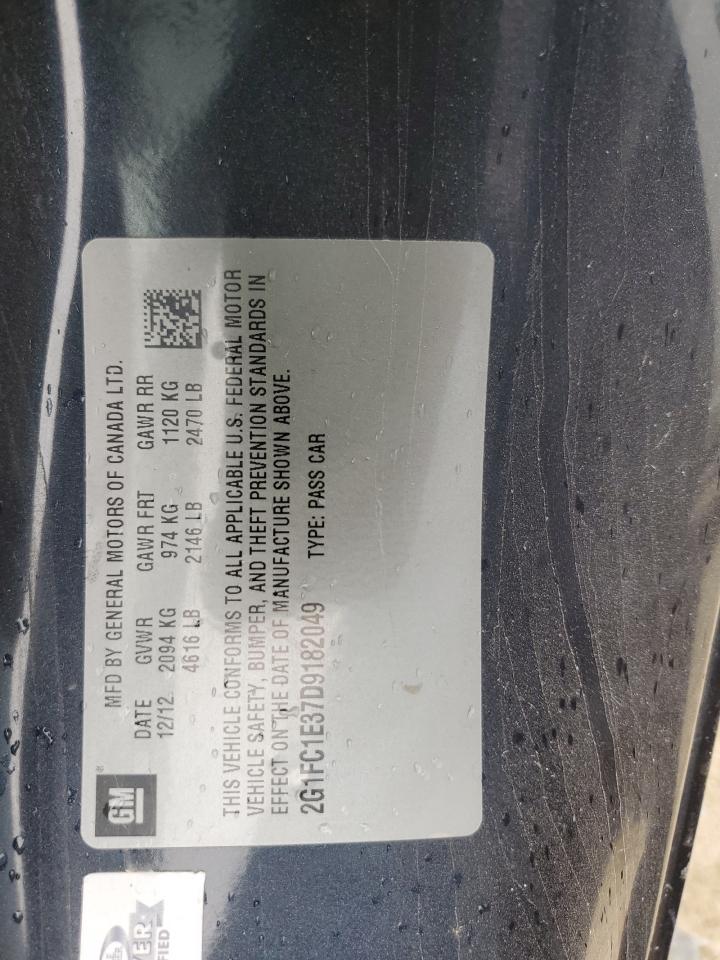 GM
MFD BY GENERAL MOTORS OF CANADA LTD.
DATE GVWR GAWR FRT GAWR RR
12/12 2094 KG 974 KG 1120 KG
4616 LB 2146 LB 2470 LB
THIS VEHICLE CONFORMS TO ALL APPLICABLE U.S. FEDERAL MOTOR
VEHICLE SAFETY, BUMPER, AND THEFT PREVENTION STANDARDS IN
EFFECT ON THE DATE OF MANUFACTURE SHOWN ABOVE.
2G1FC1E37D9182049 TYPE: PASS CAR